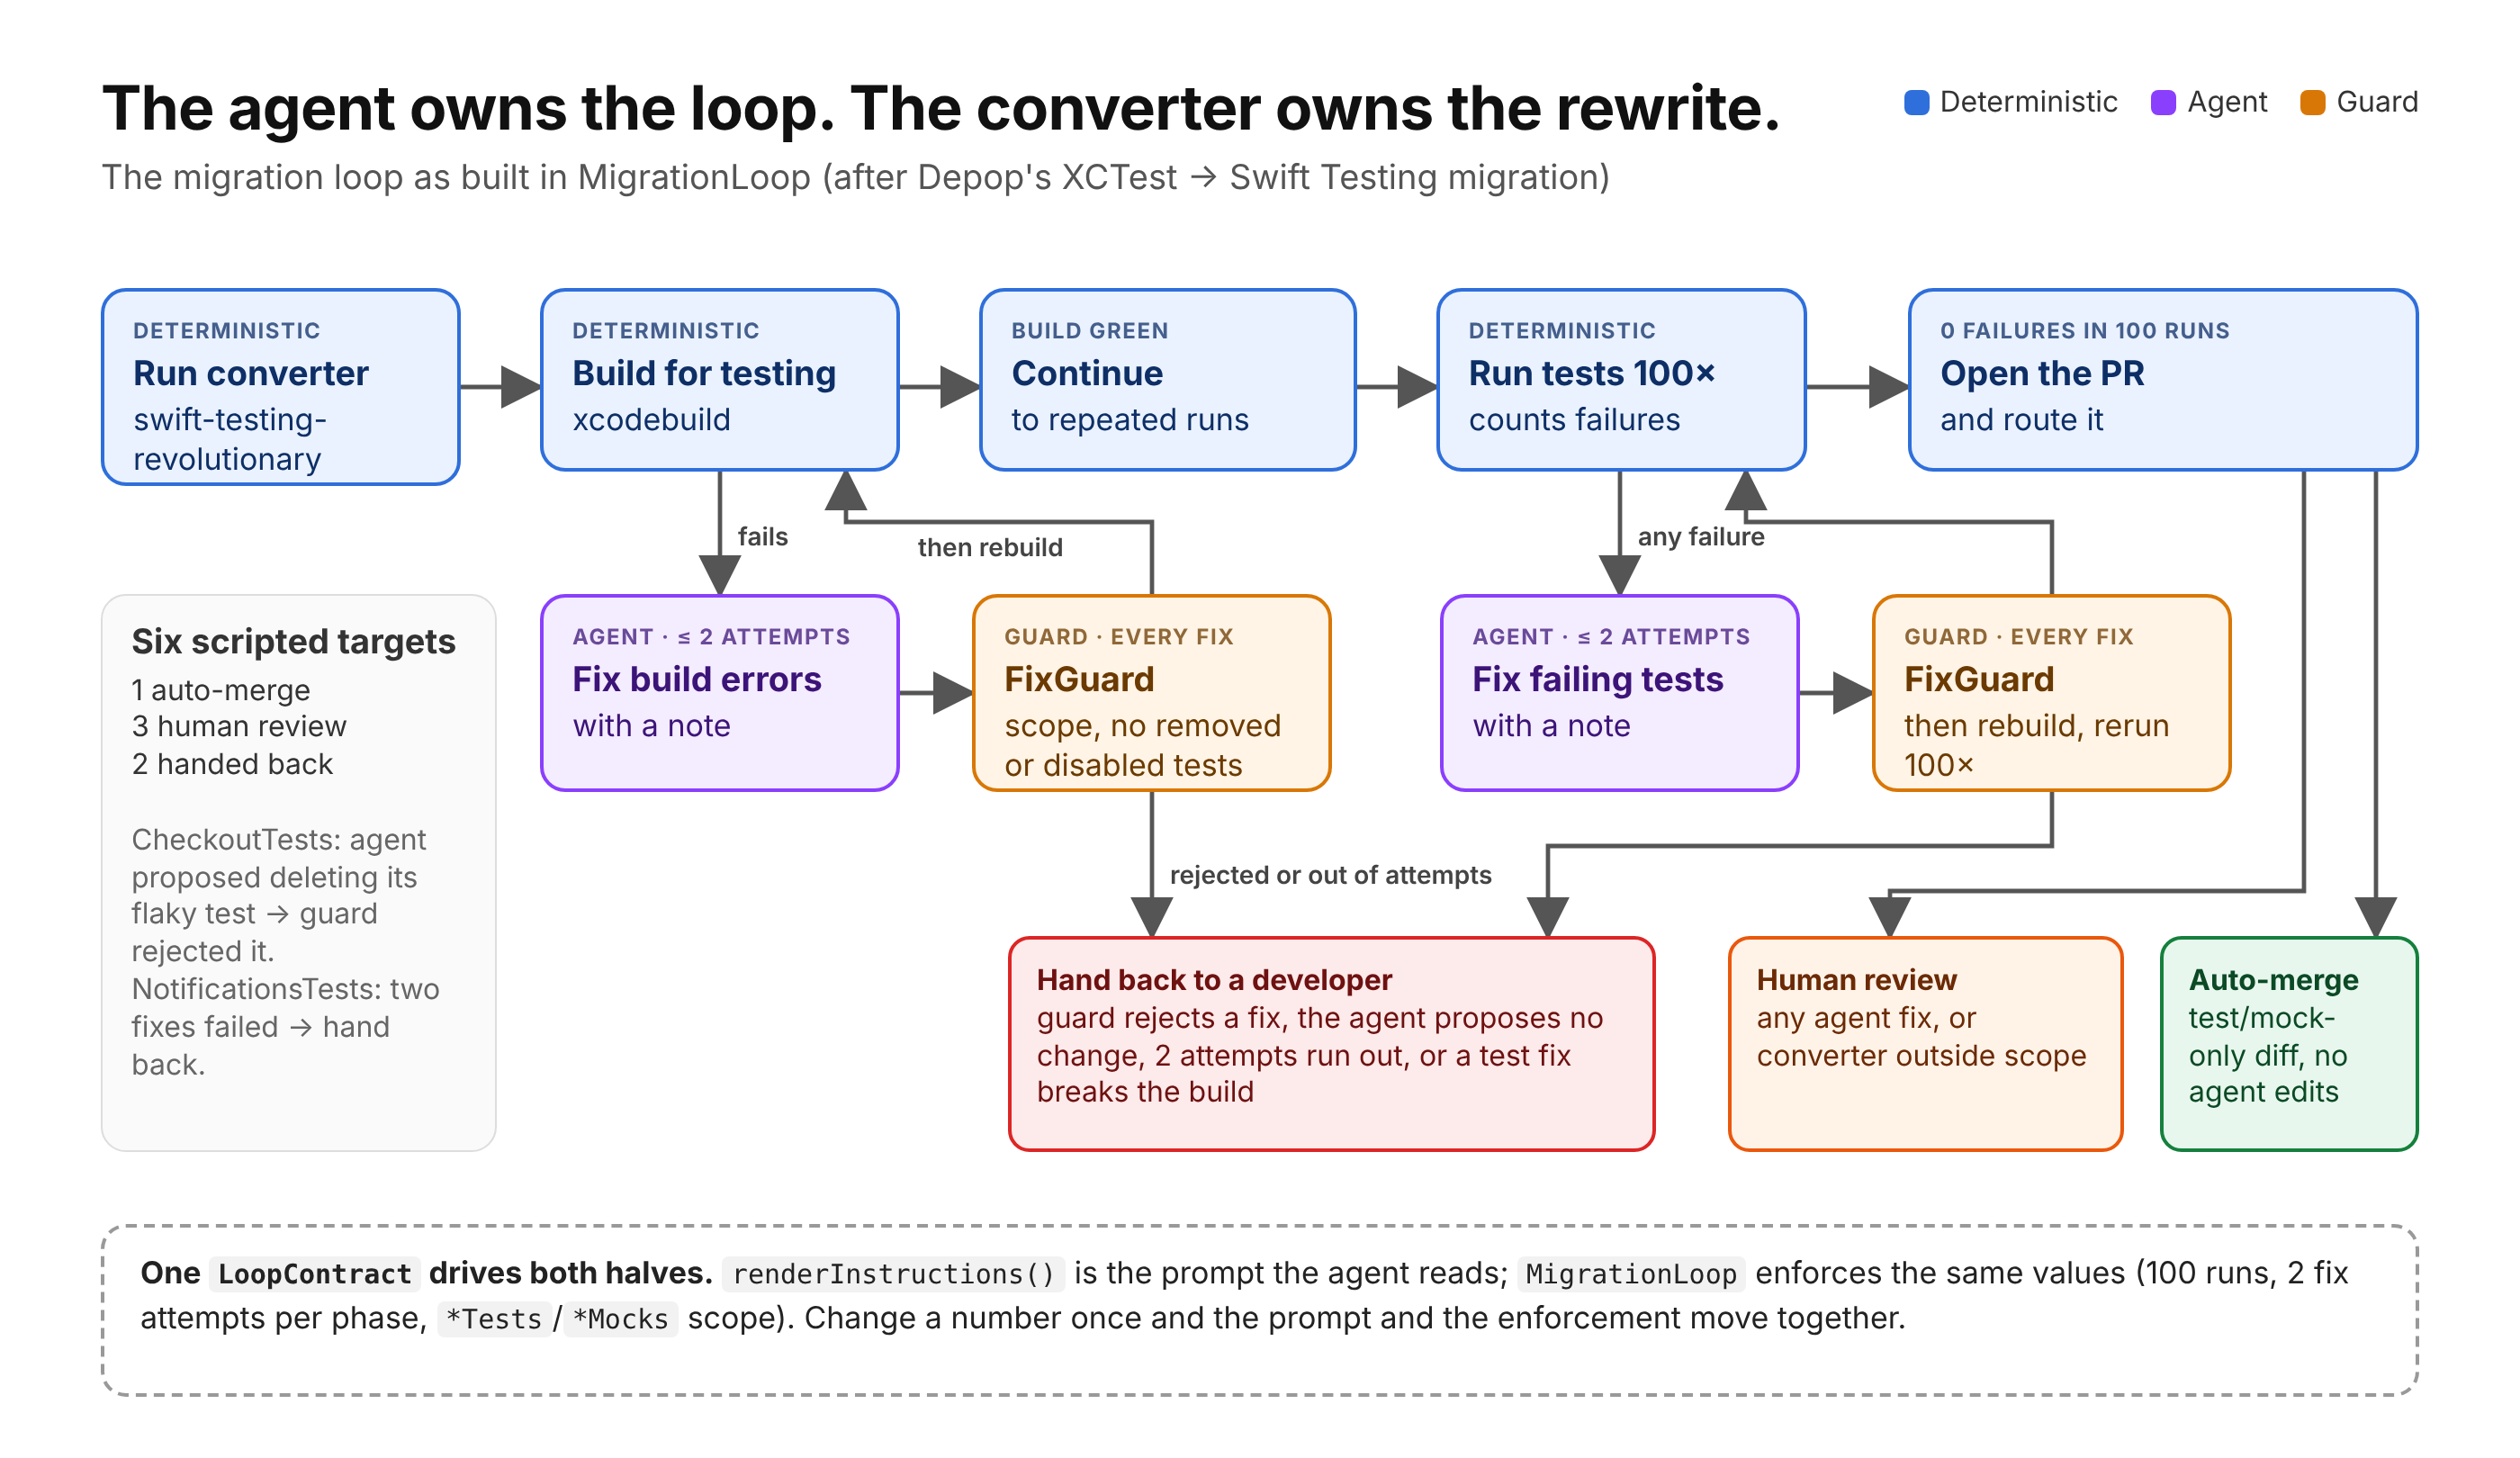 The agent owns the loop. The converter owns the rewrite.
Deterministic
Agent
Guard
The migration loop as built in MigrationLoop (after Depop's XCTest → Swift Testing migration)
DETERMINISTIC
Run converter
swift-testing-
revolutionary
DETERMINISTIC
Build for testing
xcodebuild
BUILD GREEN
Continue
to repeated runs
DETERMINISTIC
Run tests 100×
counts failures
0 FAILURES IN 100 RUNS
Open the PR
and route it
fails
then rebuild
any failure
Six scripted targets
1 auto-merge
3 human review
2 handed back
CheckoutTests: agent
proposed deleting its
flaky test → guard
rejected it.
NotificationsTests: two
fixes failed → hand
back.
AGENT · ≤ 2 ATTEMPTS
Fix build errors
with a note
GUARD · EVERY FIX
FixGuard
scope, no removed
or disabled tests
AGENT · ≤ 2 ATTEMPTS
Fix failing tests
with a note
GUARD · EVERY FIX
FixGuard
then rebuild, rerun
100×
rejected or out of attempts
Hand back to a developer
guard rejects a fix, the agent proposes no
change, 2 attempts run out, or a test fix
breaks the build
Human review
any agent fix, or
converter outside scope
Auto-merge
test/mock-
only diff, no
agent edits
One LoopContract drives both halves. renderInstructions() is the prompt the agent reads; MigrationLoop enforces the same values (100 runs, 2 fix
attempts per phase, *Tests/*Mocks scope). Change a number once and the prompt and the enforcement move together.